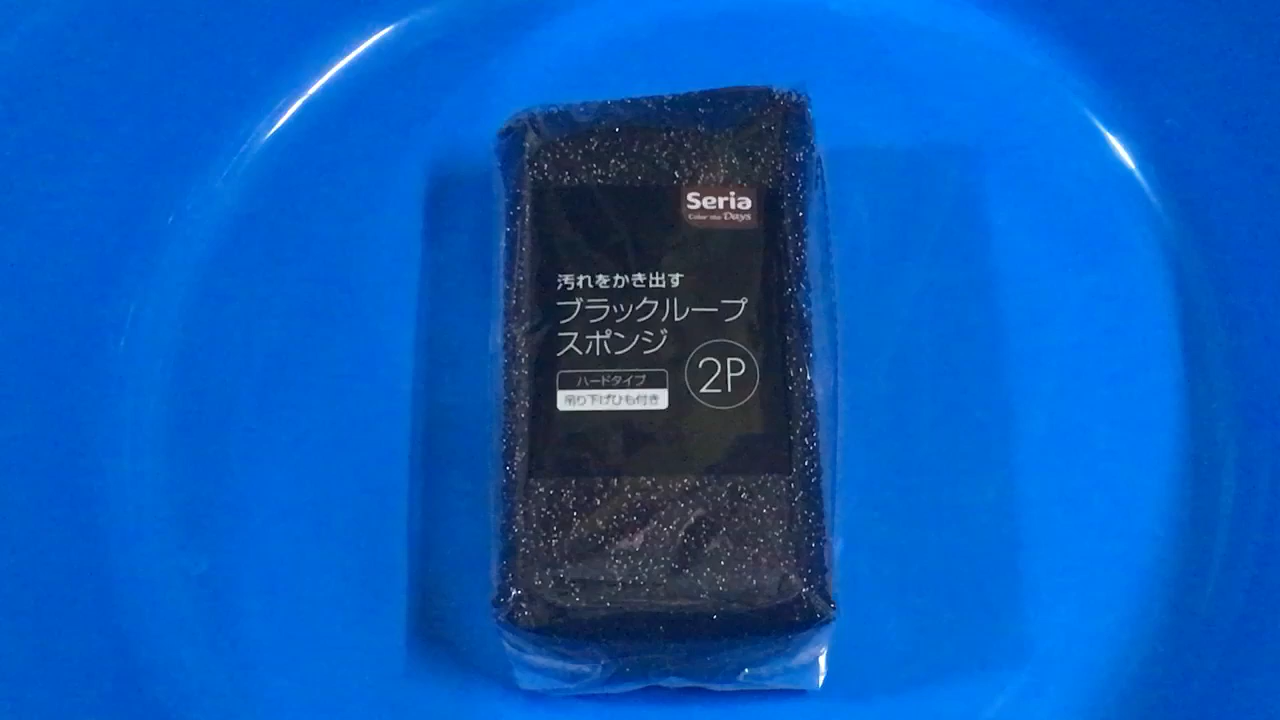 Seria
Color the Days
汚れをかき出す
ブラックループ
スポンジ
2P
ハードタイプ
吊り下げひも付き